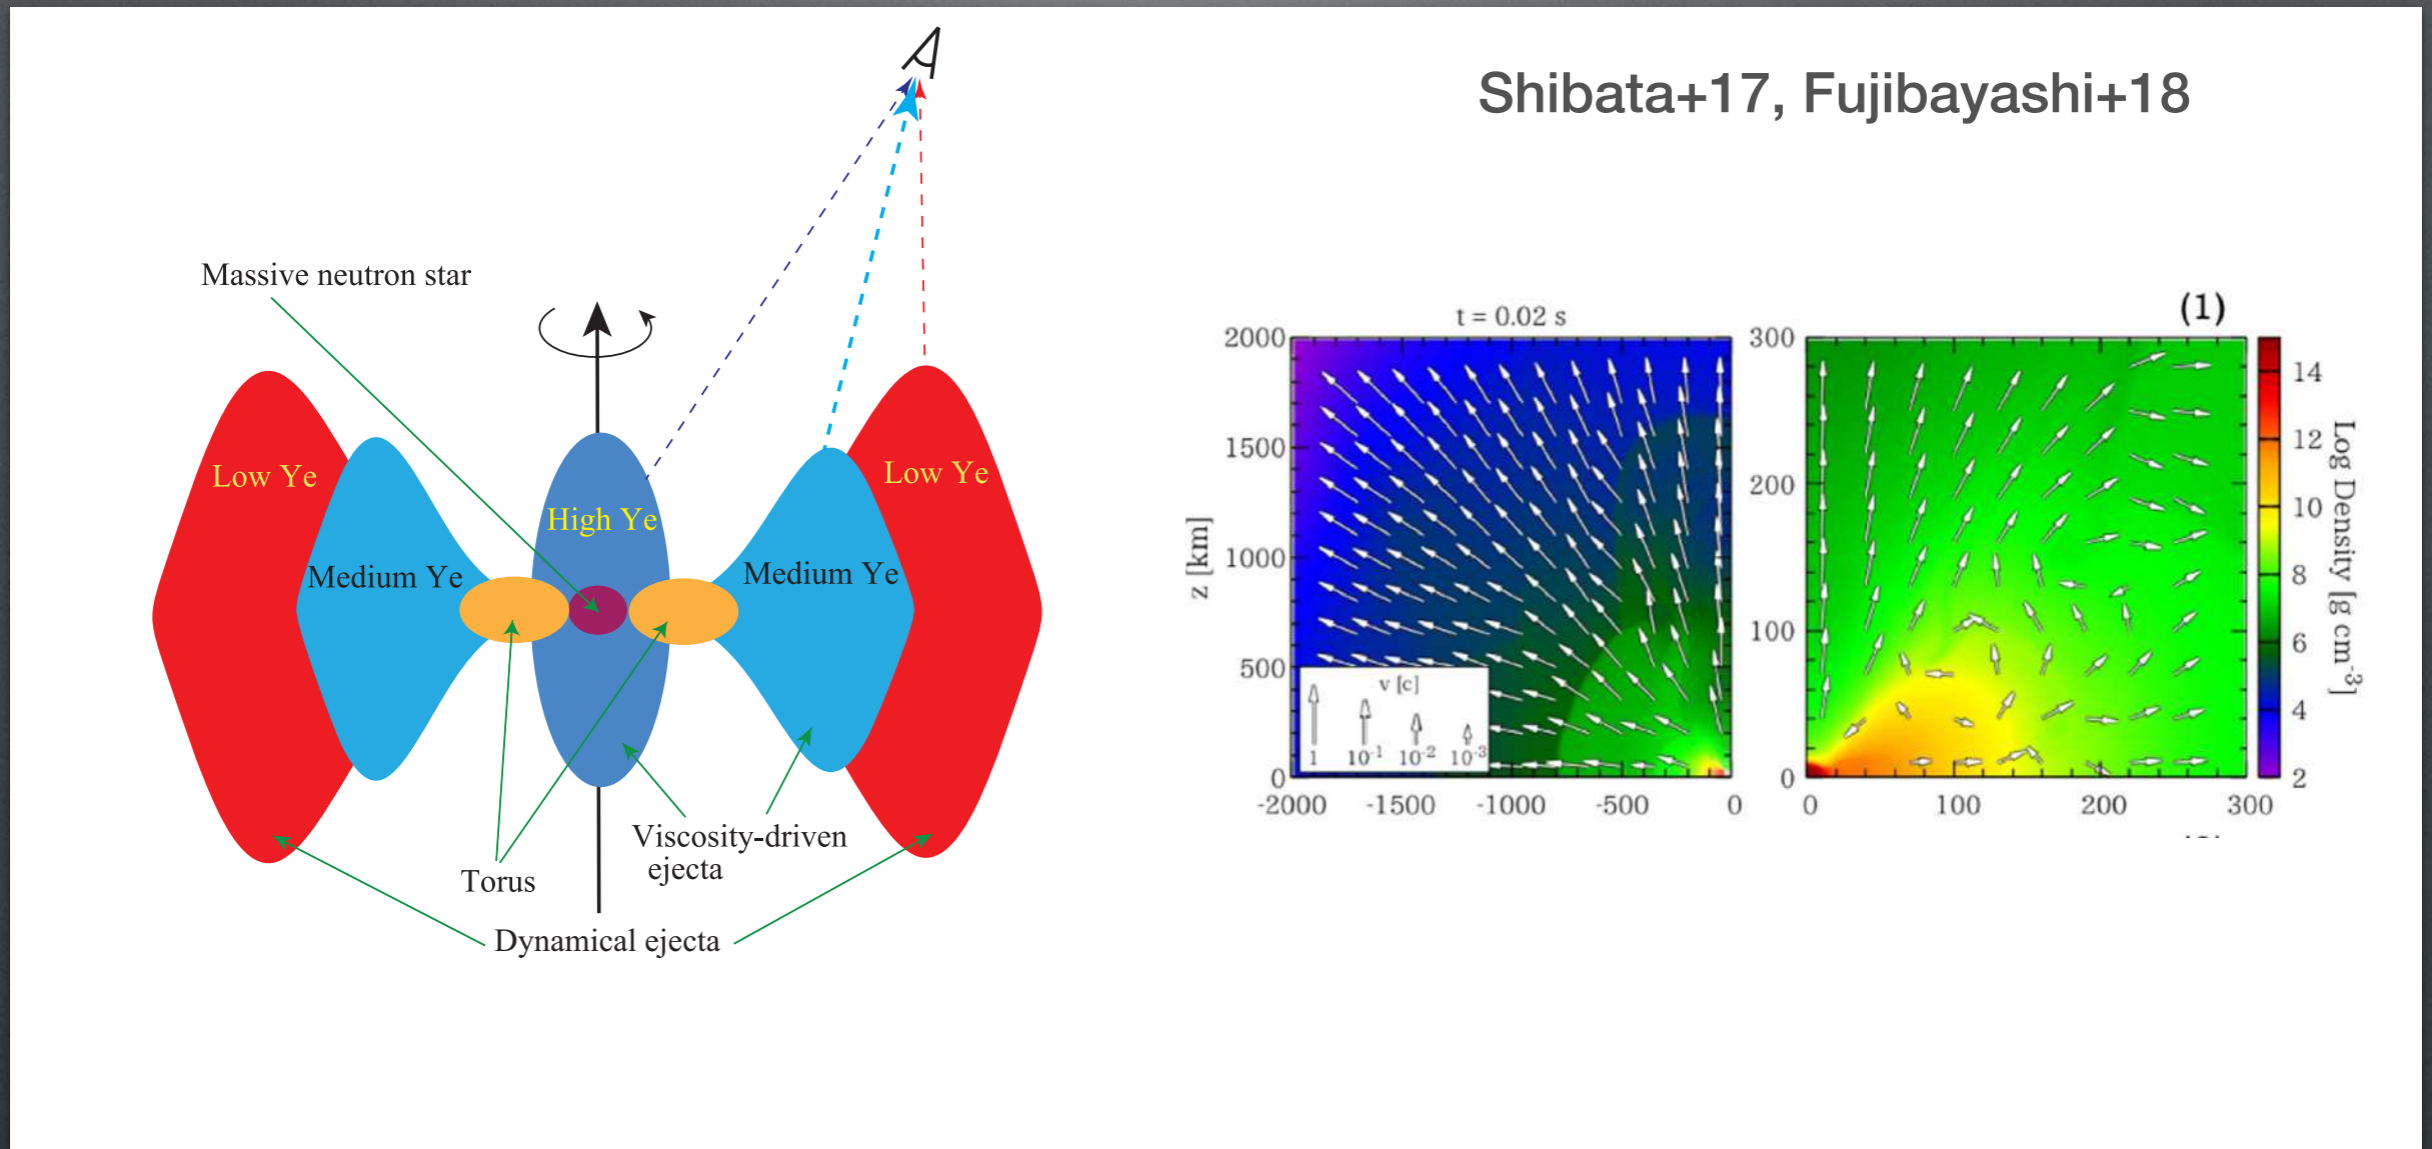 Shibata+17, Fujibayashi+18
Massive neutron star
Low Ye
Low Ye
High Ye
Medium Ye
Medium Ye
Viscosity-driven
ejecta
Torus
Dynamical ejecta
(1)
t = 0.02 s
2000
1500
1000
500
0
z [km]
v [c]
1 10⁻¹ 10⁻² 10⁻³
-2000 -1500 -1000 -500 0
300
200
100
0
0 100 200 300
14
12
10
8
6
4
2
Log Density [g cm⁻³]